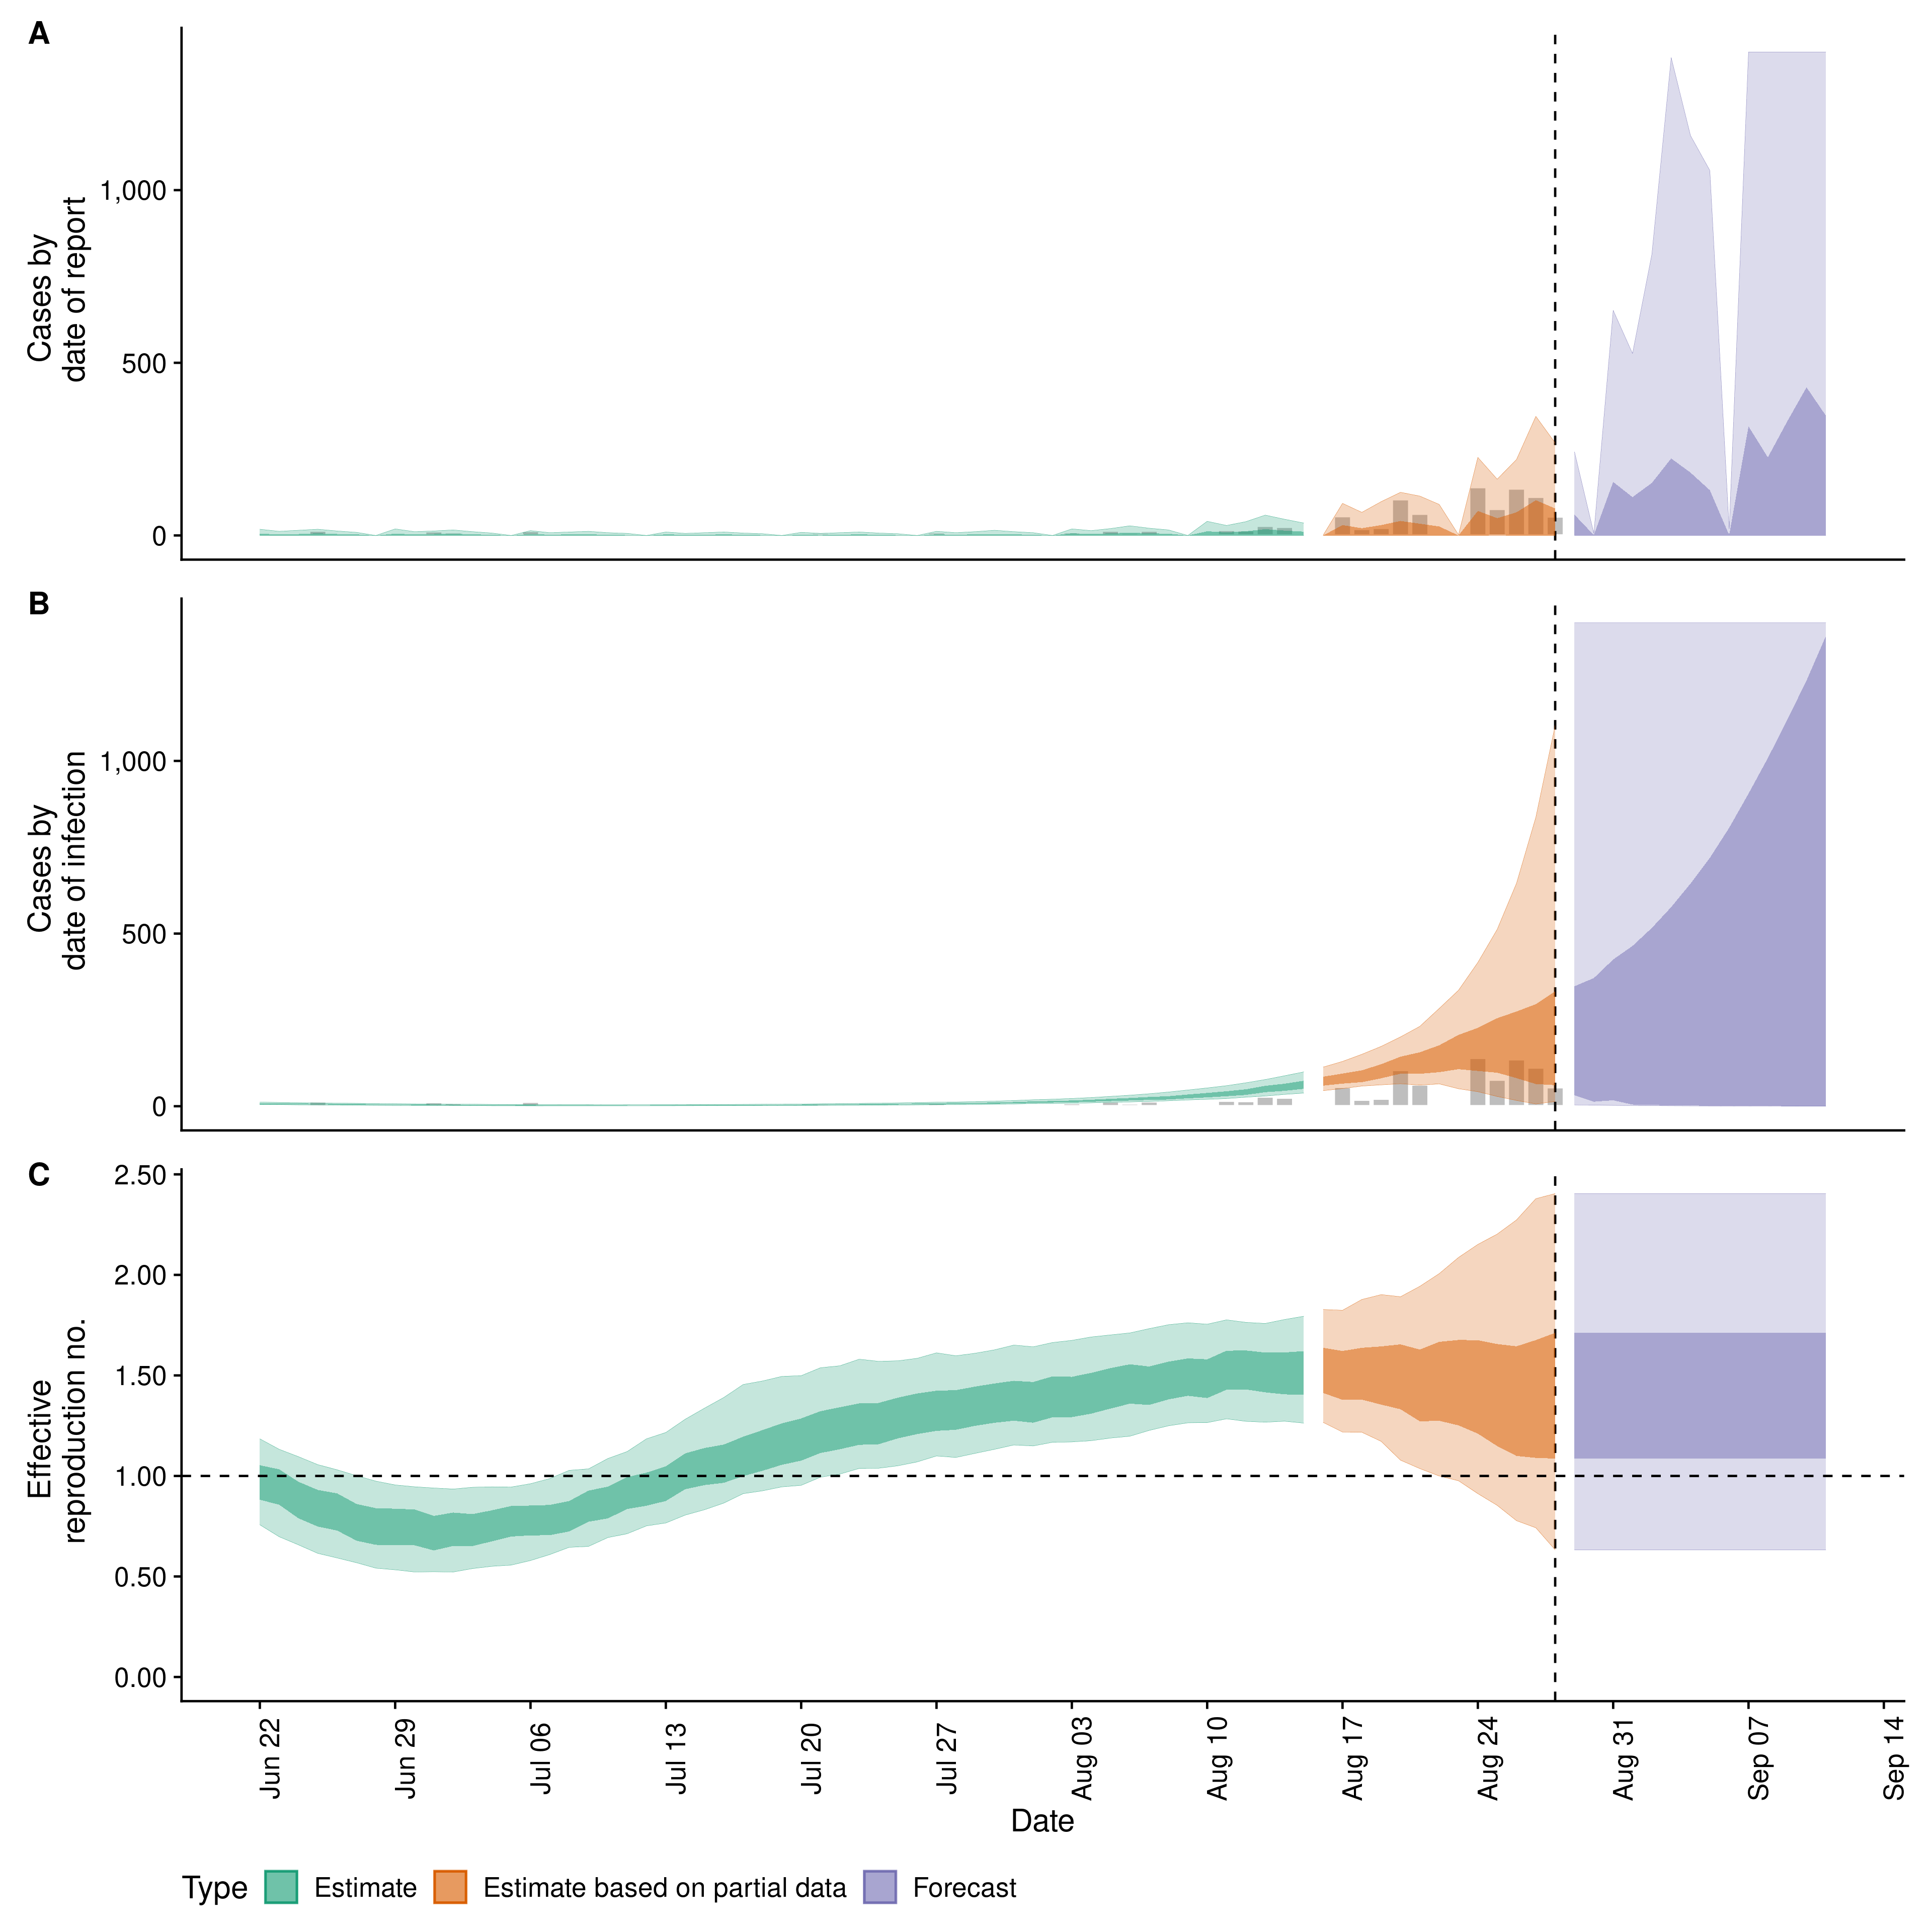 A
Cases by
date of report
1,000
500
0
B
Cases by
date of infection
1,000
500
0
C
Effective
reproduction no.
2.50
2.00
1.50
1.00
0.50
0.00
Jun 22
Jun 29
Jul 06
Jul 13
Jul 20
Jul 27
Aug 03
Aug 10
Aug 17
Aug 24
Aug 31
Sep 07
Sep 14
Date
Type Estimate Estimate based on partial data Forecast